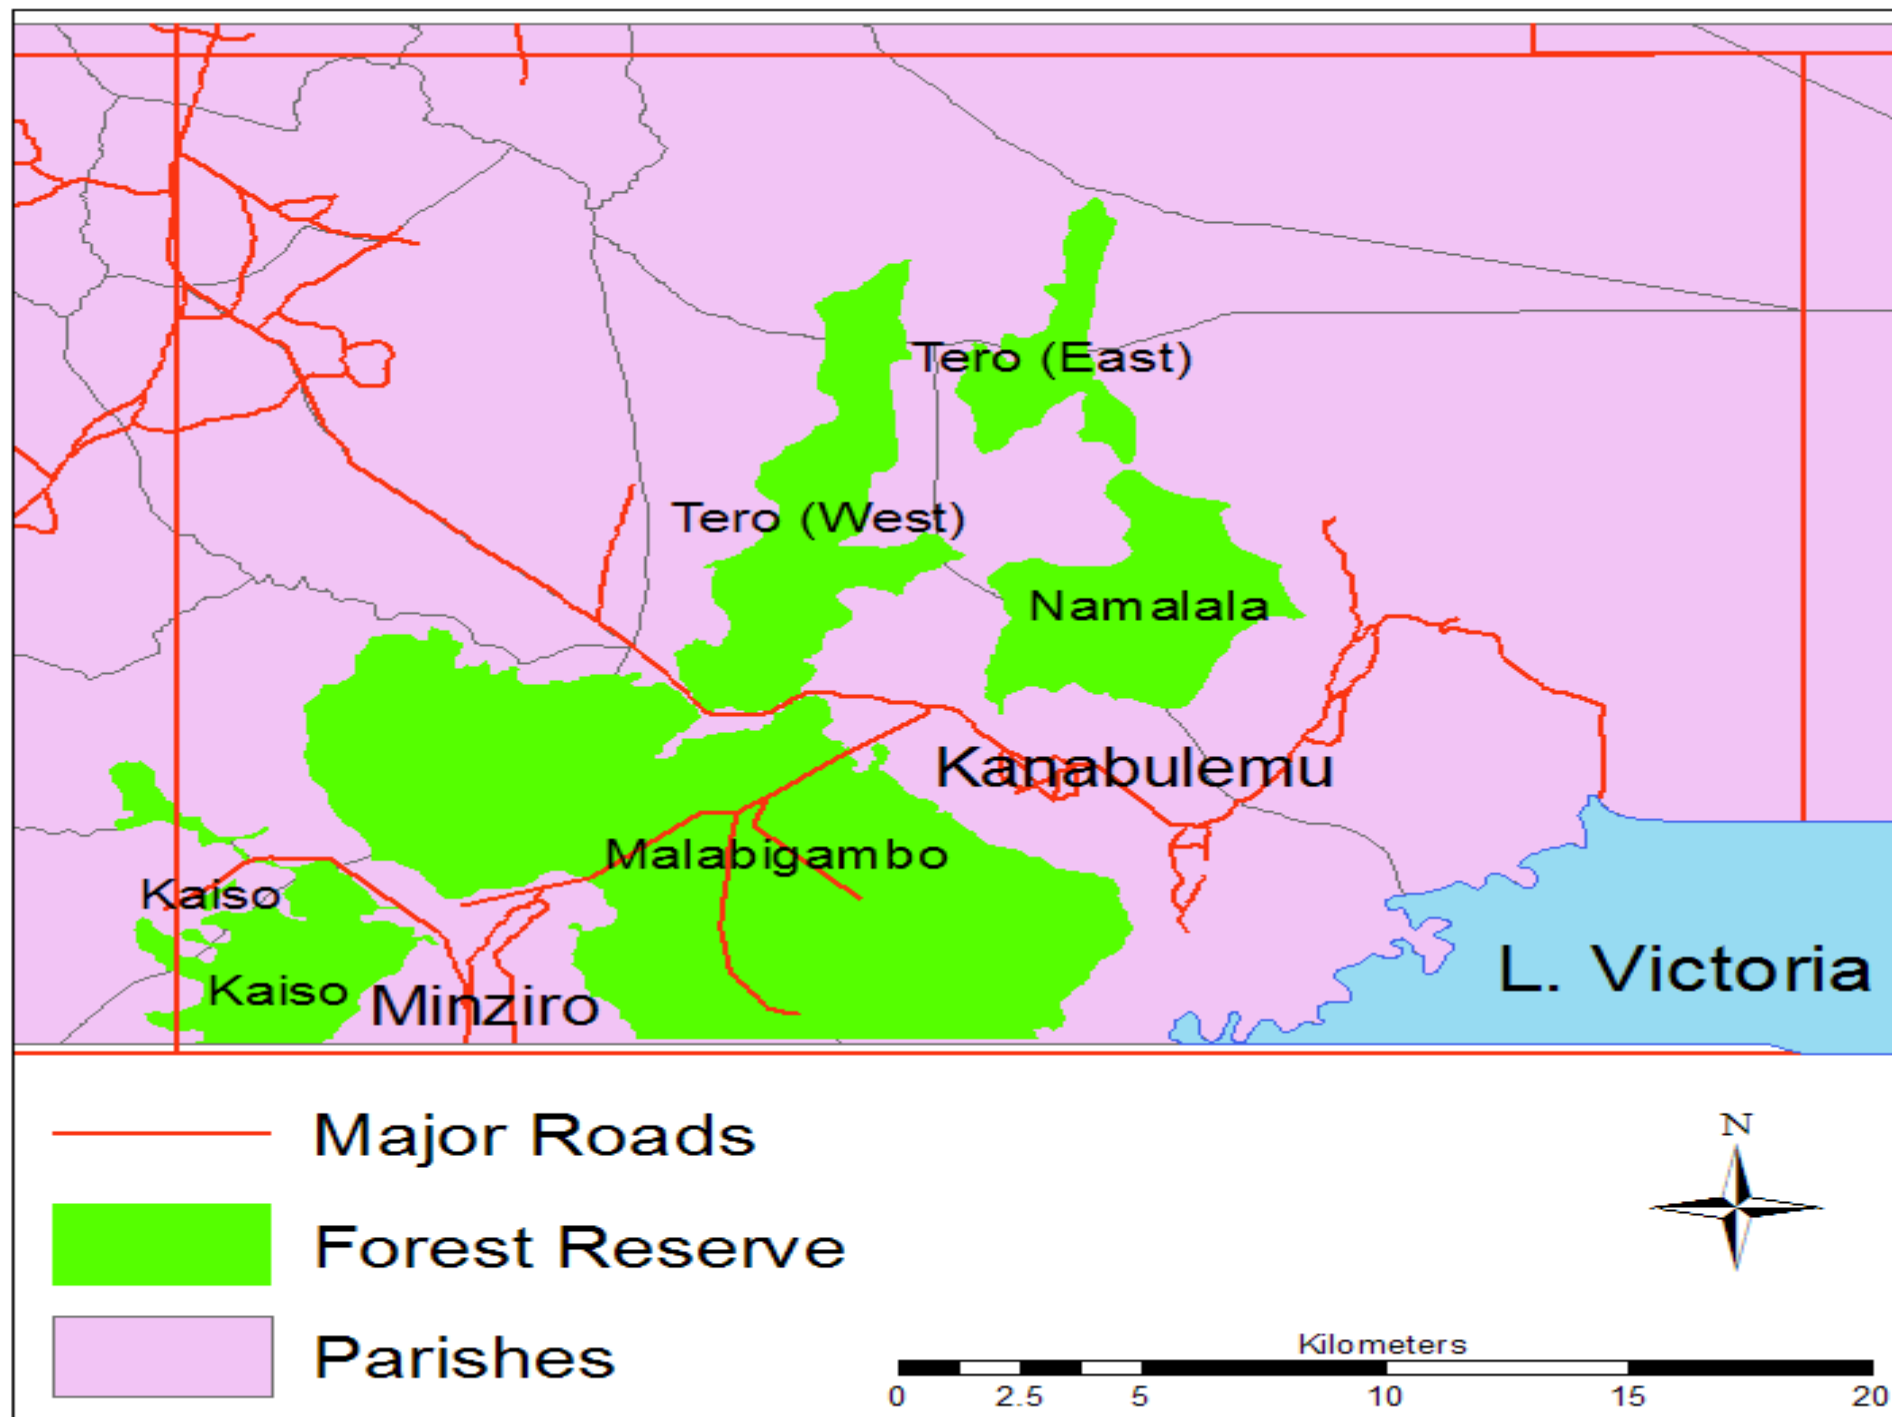 Tero (East)
Tero (West)
Namalala
Kanabulemu
Malabigambo
Kaiso
L. Victoria
Kaiso
Minziro
Major Roads
N
Forest Reserve
Parishes
Kilometers
0 2.5 5 10 15 20